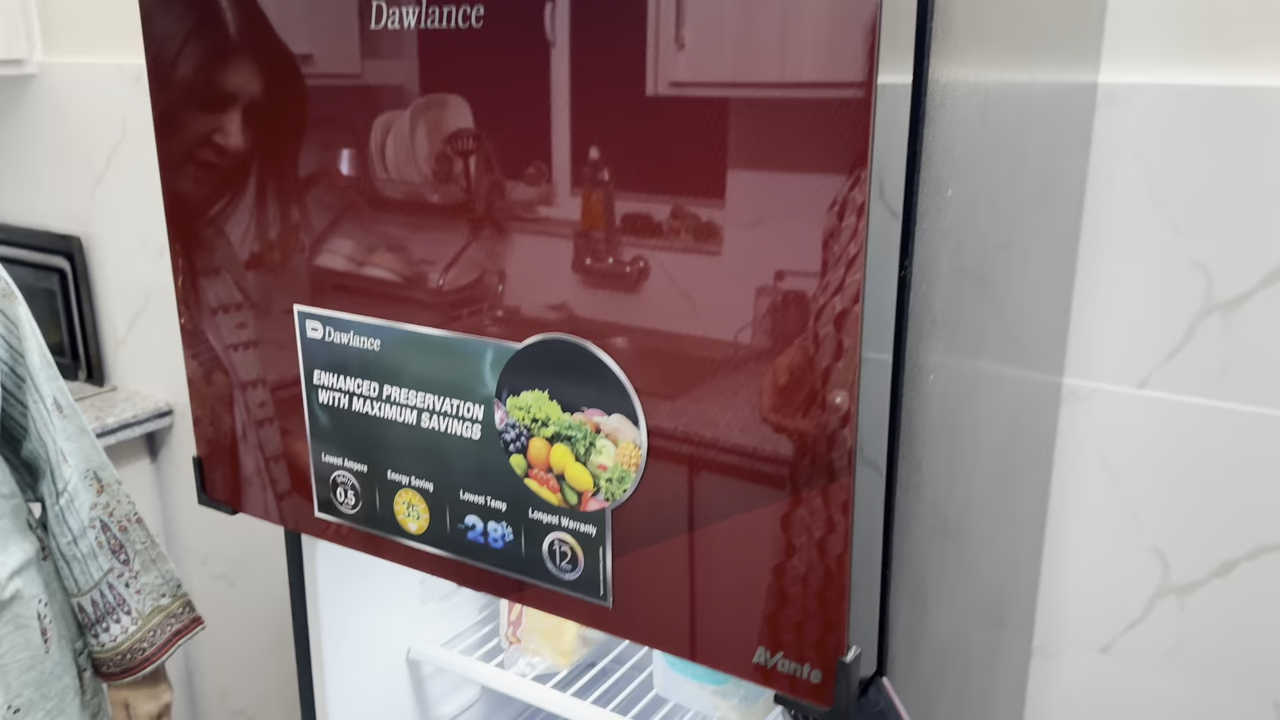 Dawlance
Dawlance
ENHANCED PRESERVATION
WITH MAXIMUM SAVINGS
Lowest Ampere
0.5
Energy Saving
35
Lowest Temp
-28
Longest Warranty
12
Avante